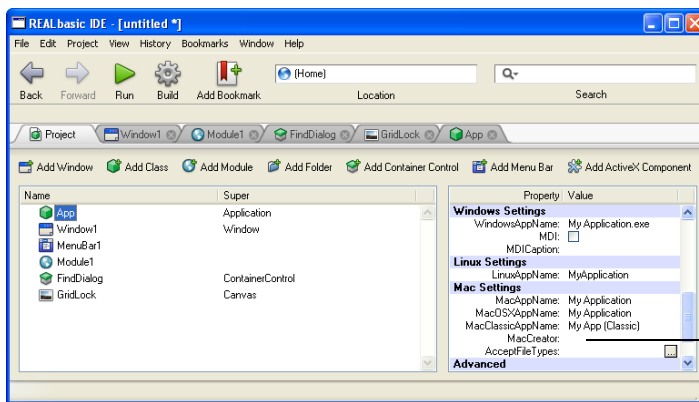 REALbasic IDE - [untitled *]
File Edit Project View History Bookmarks Window Help
(Home)
Back Forward Run Build Add Bookmark Location Search
Project Window1 Module1 FindDialog GridLock App
Add Window Add Class Add Module Add Folder Add Container Control Add Menu Bar Add ActiveX Component
Name Super
App Application
Window1 Window
MenuBar1
Module1
FindDialog ContainerControl
GridLock Canvas
Property Value
Windows Settings
WindowsAppName: My Application.exe
MDI:
MDICaption:
Linux Settings
LinuxAppName: MyApplication
Mac Settings
MacAppName: My Application
MacOSXAppName: My Application
MacClassicAppName: My App (Classic)
MacCreator:
AcceptFileTypes: ...
Advanced